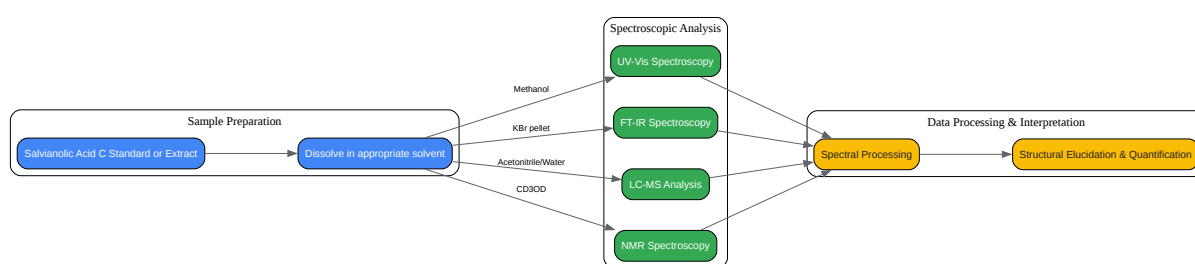 Sample Preparation
Salvianolic Acid C Standard or Extract
Dissolve in appropriate solvent
Methanol
KBr pellet
Acetonitrile/Water
CD3OD
Spectroscopic Analysis
UV-Vis Spectroscopy
FT-IR Spectroscopy
LC-MS Analysis
NMR Spectroscopy
Data Processing & Interpretation
Spectral Processing
Structural Elucidation & Quantification